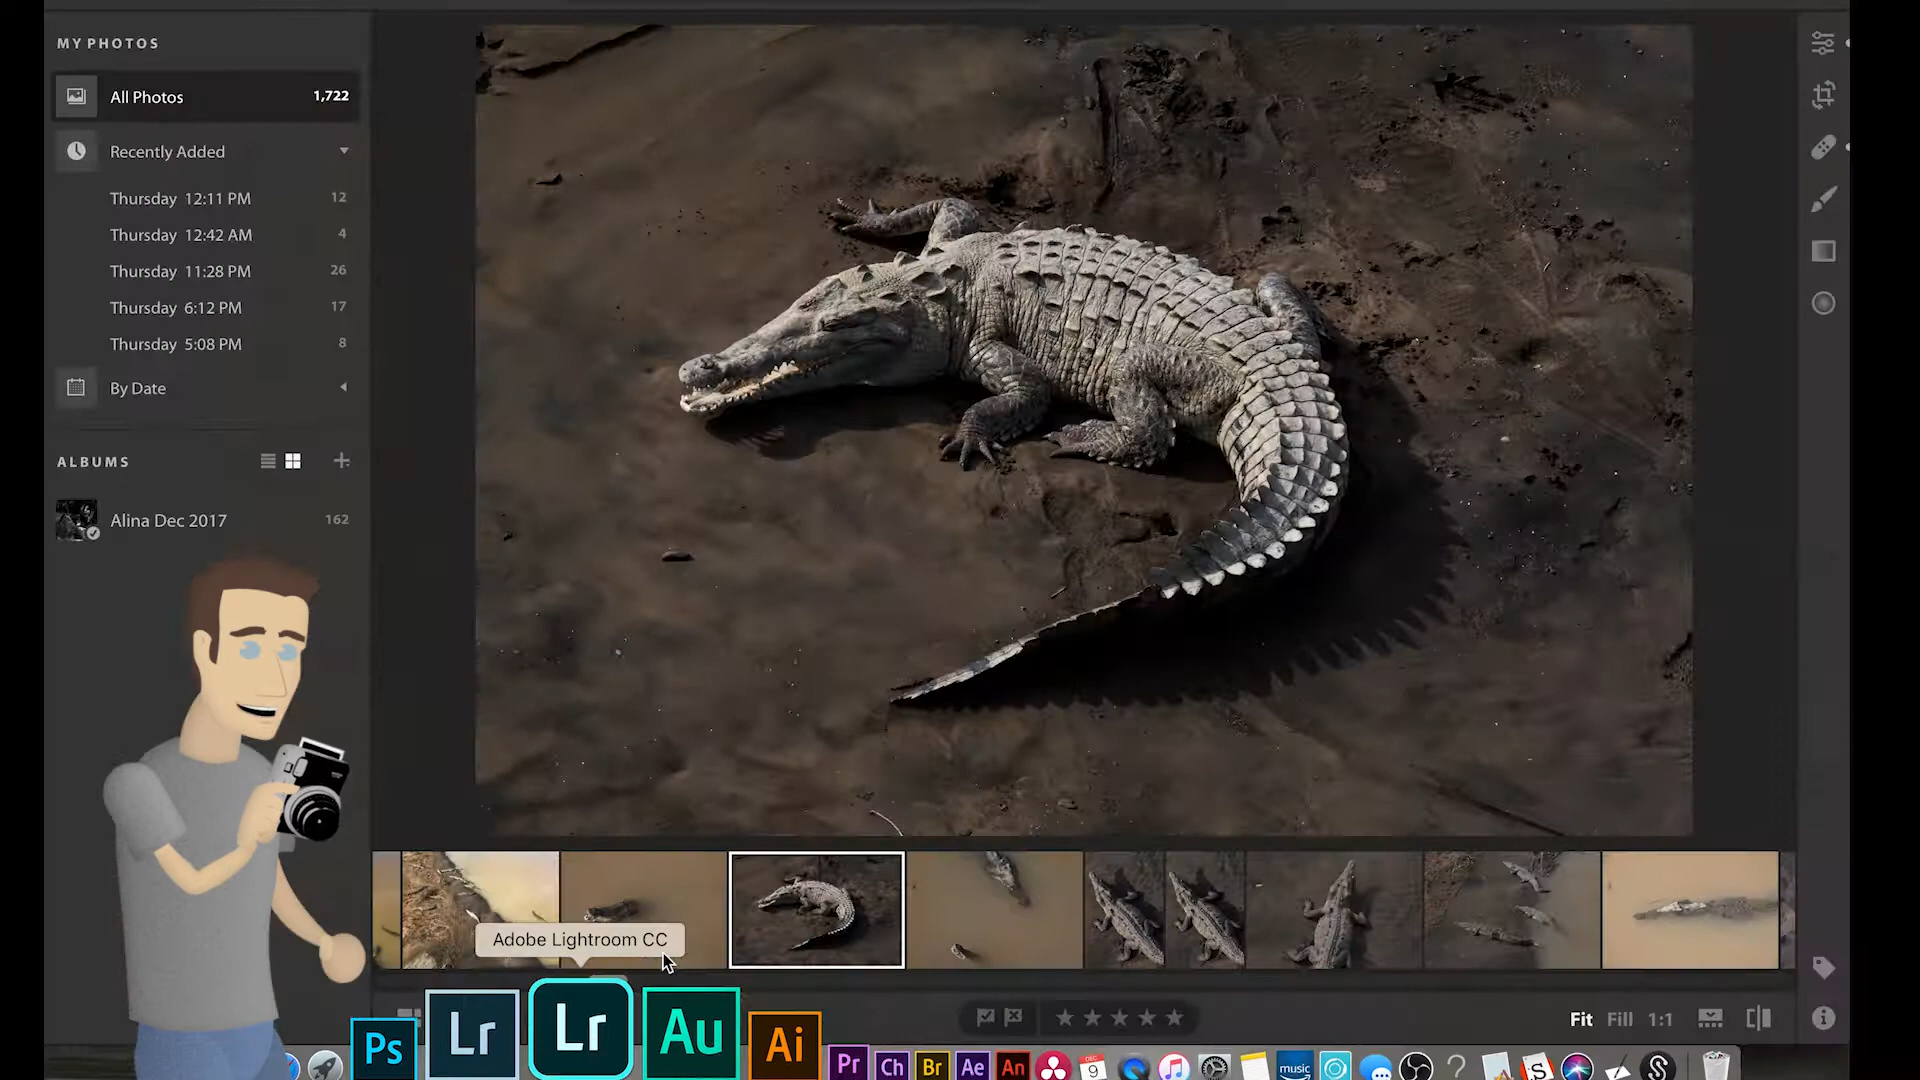 MY PHOTOS
All Photos 1,722
Recently Added
Thursday 12:11 PM 12
Thursday 12:42 AM 4
Thursday 11:28 PM 26
Thursday 6:12 PM 17
Thursday 5:08 PM 8
By Date
ALBUMS
Alina Dec 2017 162
Adobe Lightroom CC
Fit Fill 1:1
Ps Lr Lr Au Ai Pr Ch Br Ae An
DEC
9
music
S